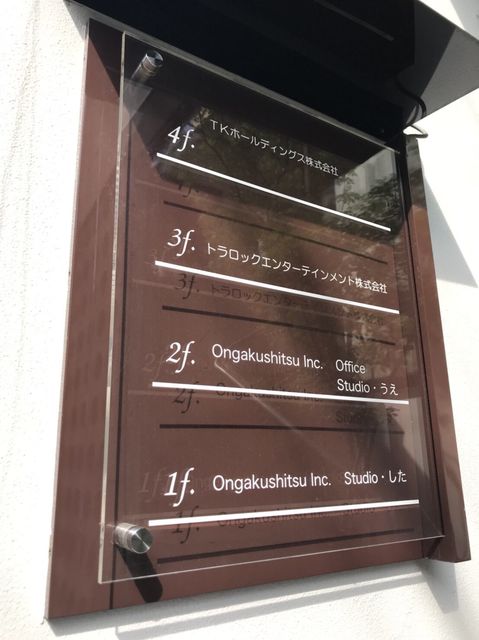 4f. TKホールディングス株式会社
3f. トラロックエンターテインメント株式会社
2f. Ongakushitsu Inc. Office
Studio・うえ
1f. Ongakushitsu Inc. Studio・した